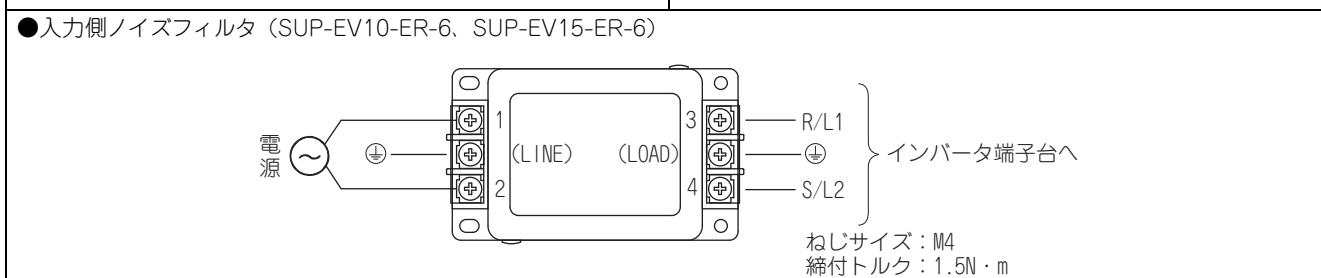 ●入力側ノイズフィルタ（SUP-EV10-ER-6、SUP-EV15-ER-6）
電源
1
2
(LINE)
(LOAD)
3
4
R/L1
S/L2
インバータ端子台へ
ねじサイズ：M4
締付トルク：1.5N・m